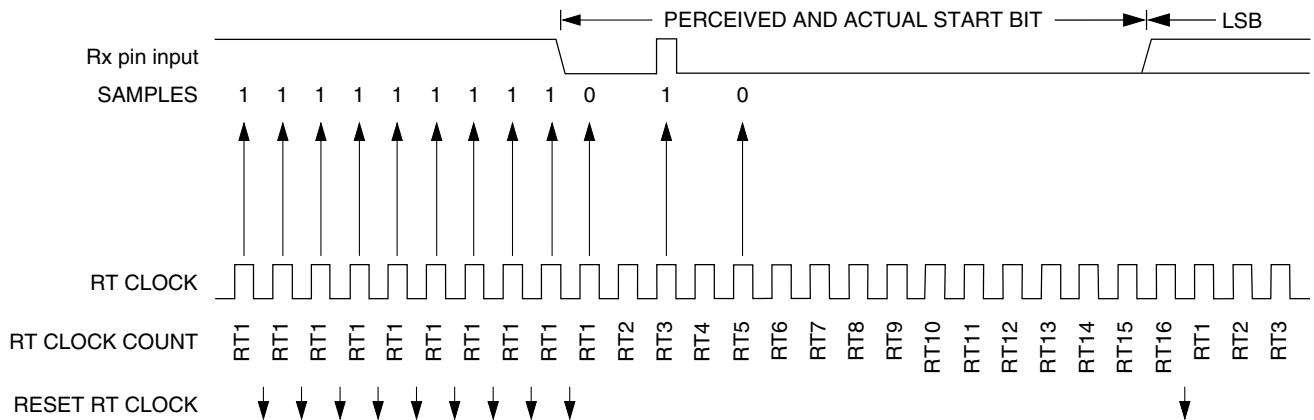 PERCEIVED AND ACTUAL START BIT LSB
Rx pin input
SAMPLES 1 1 1 1 1 1 1 1 1 0 1 0
RT CLOCK
RT CLOCK COUNT RT1 RT1 RT1 RT1 RT1 RT1 RT1 RT1 RT1 RT1 RT2 RT3 RT4 RT5 RT6 RT7 RT8 RT9 RT10 RT11 RT12 RT13 RT14 RT15 RT16 RT1 RT2 RT3
RESET RT CLOCK